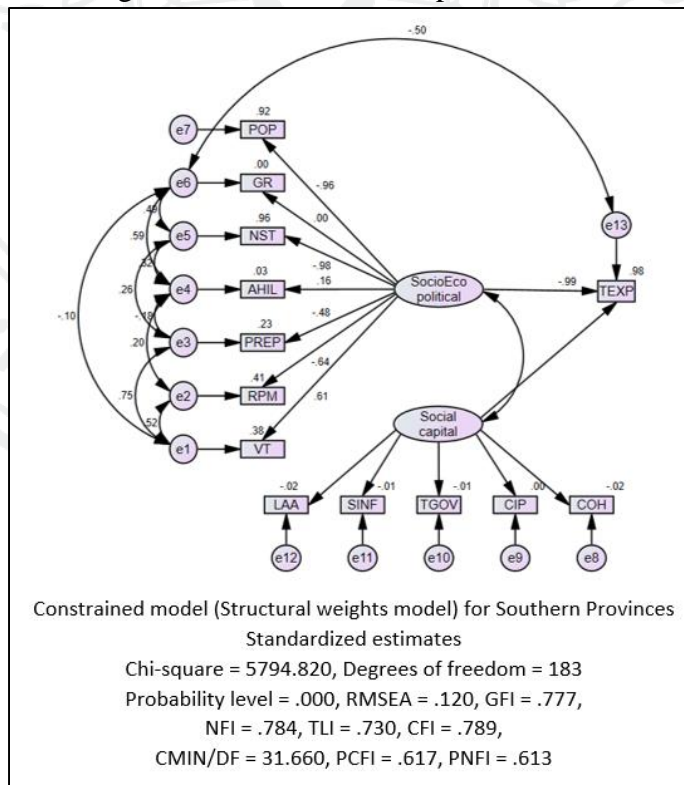 -.50
.92
e7
POP
.00
e6
GR
-.96
.49
.59
.96
e5
NST
.00
e13
.32
-.98
.98
.03
.16
SocioEco
political
-.99
TEXP
.26
e4
AHIL
-.10
-.18
.23
-.48
.20
e3
PREP
-.64
.41
.75
e2
RPM
.61
.52
.38
Social
capital
e1
VT
-.02
-.01
-.01
.00
-.02
LAA
SINF
TGOV
CIP
COH
e12
e11
e10
e9
e8
Constrained model (Structural weights model) for Southern Provinces
Standardized estimates
Chi-square = 5794.820, Degrees of freedom = 183
Probability level = .000, RMSEA = .120, GFI = .777,
NFI = .784, TLI = .730, CFI = .789,
CMIN/DF = 31.660, PCFI = .617, PNFI = .613